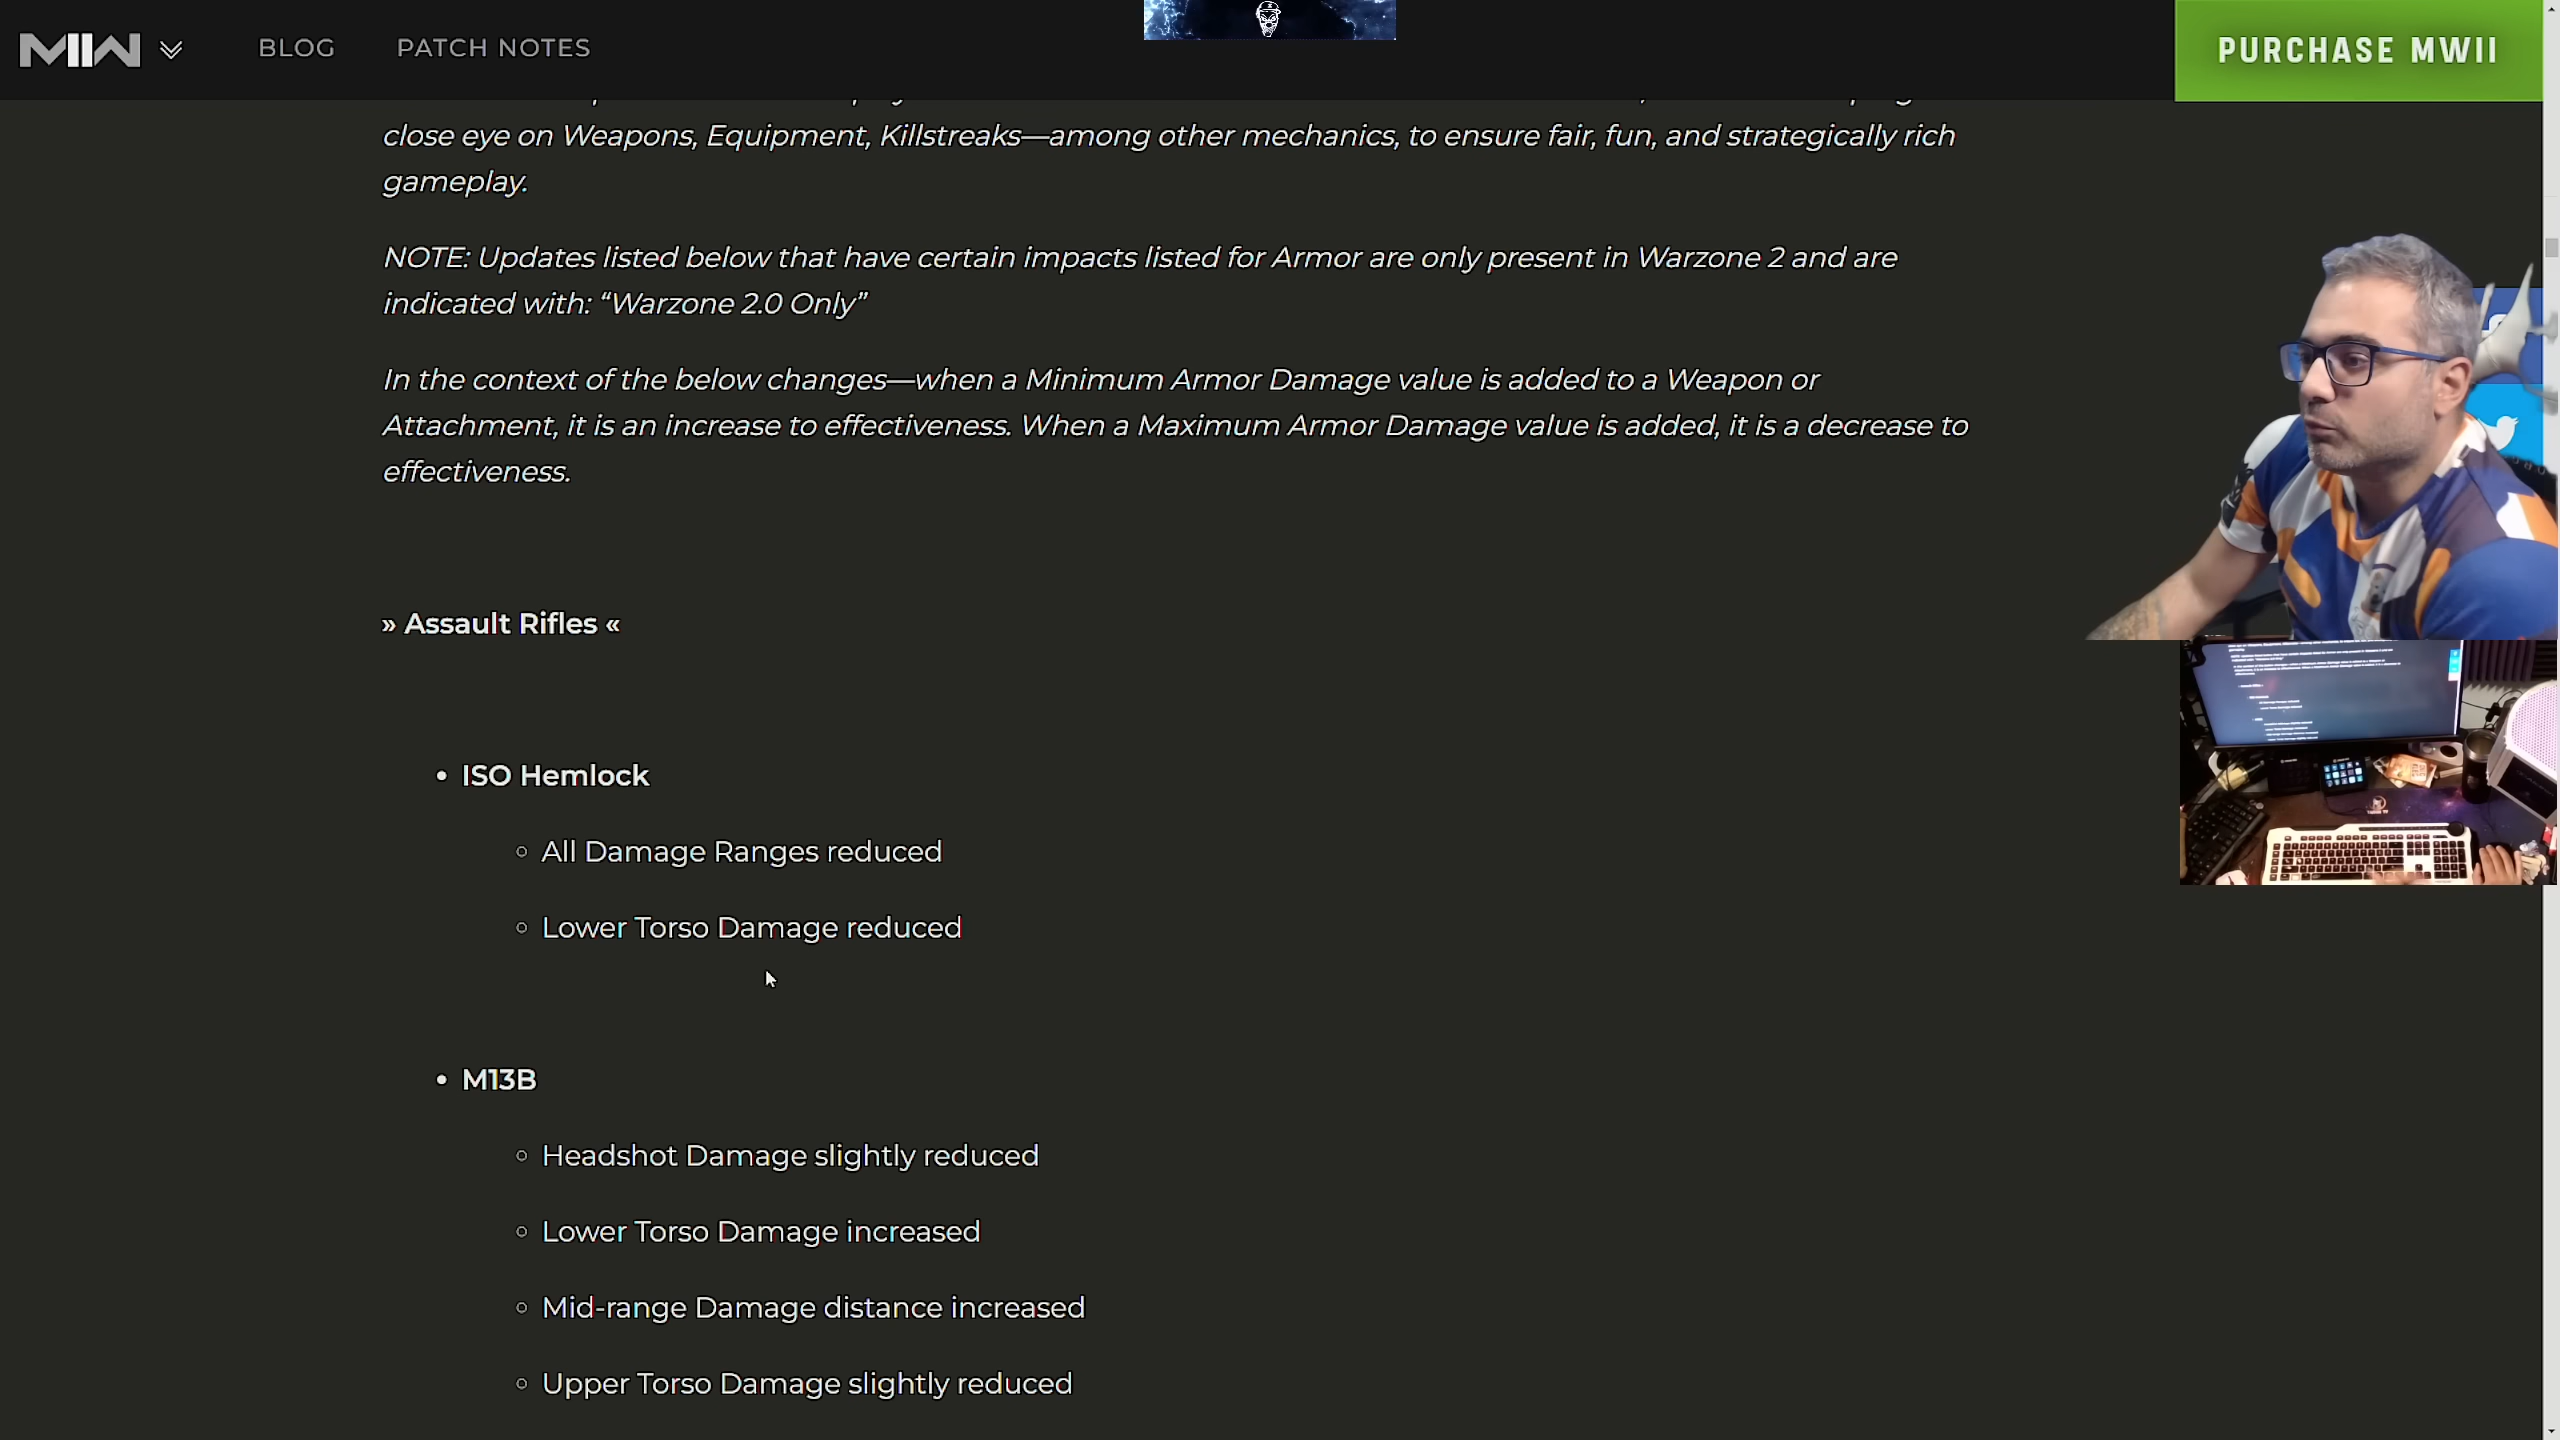 MIIW
BLOG
PATCH NOTES
PURCHASE MWII
close eye on Weapons, Equipment, Killstreaks—among other mechanics, to ensure fair, fun, and strategically rich
gameplay.
NOTE: Updates listed below that have certain impacts listed for Armor are only present in Warzone 2 and are
indicated with: “Warzone 2.0 Only”
In the context of the below changes—when a Minimum Armor Damage value is added to a Weapon or
Attachment, it is an increase to effectiveness. When a Maximum Armor Damage value is added, it is a decrease to
effectiveness.
» Assault Rifles «
• ISO Hemlock
○ All Damage Ranges reduced
○ Lower Torso Damage reduced
• M13B
○ Headshot Damage slightly reduced
○ Lower Torso Damage increased
○ Mid-range Damage distance increased
○ Upper Torso Damage slightly reduced